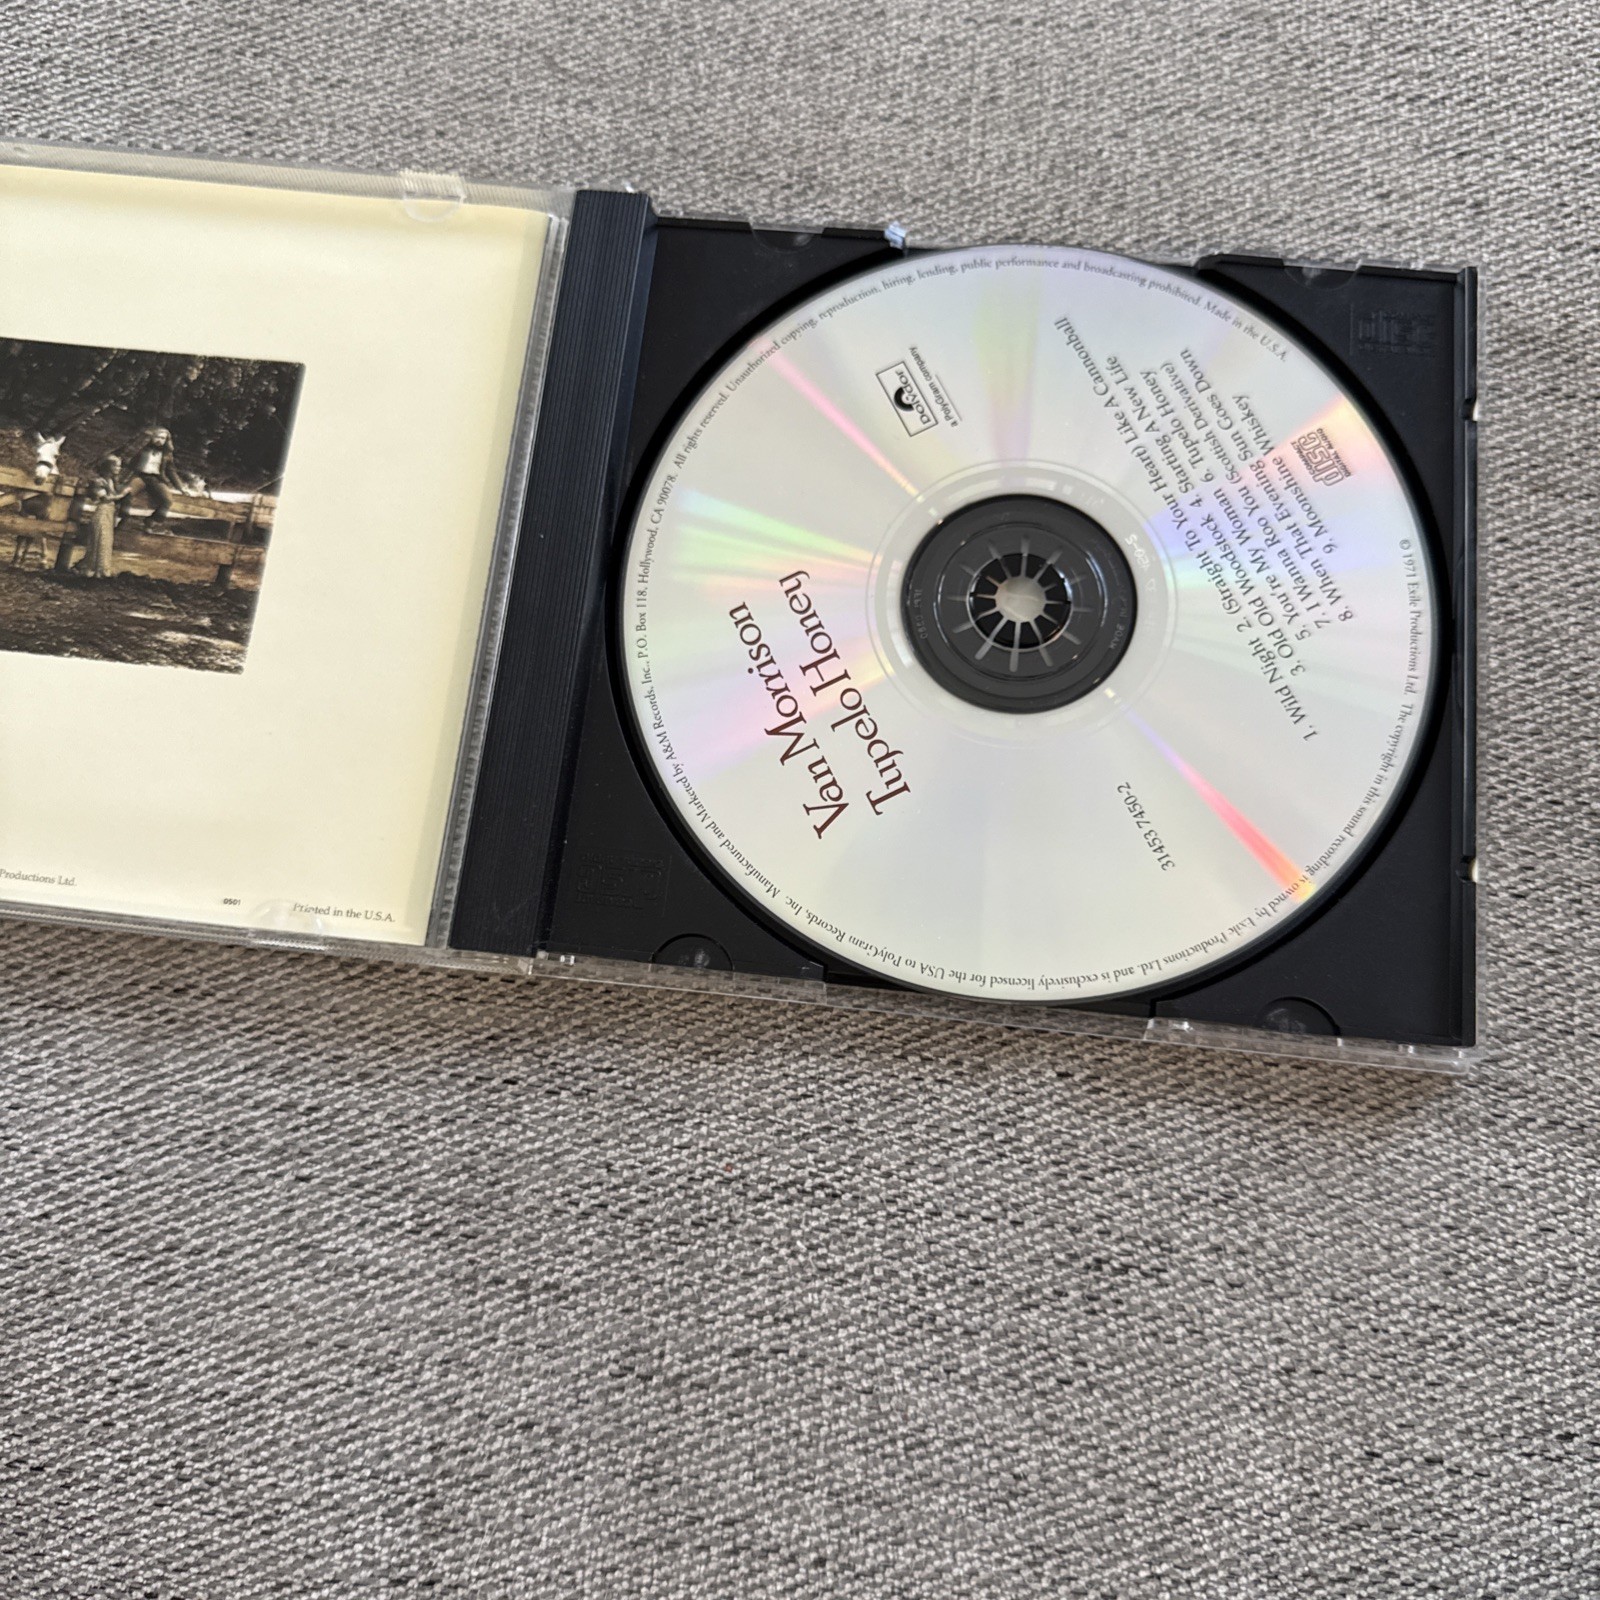 Productions Ltd.
0501
Printed in the U.S.A.
Van Morrison
Tupelo Honey
Polydor
a PolyGram company
31453 7450-2
COMPACT
disc
DIGITAL AUDIO
1. Wild Night 2. (Straight To Your Heart) Like A Cannonball
3. Old Old Woodstock 4. Starting A New Life
5. You're My Woman 6. Tupelo Honey
7. I Wanna Roo You (Scottish Derivative)
8. When That Evening Sun Goes Down
9. Moonshine Whiskey
℗ 1971 Exile Productions Ltd. The copyright in this sound recording is owned by Exile Productions Ltd. and is exclusively licensed for the USA to PolyGram Records, Inc. Manufactured and Marketed by A&M Records, Inc., P.O. Box 118, Hollywood, CA 90078. All rights reserved. Unauthorized copying, reproduction, hiring, lending, public performance and broadcasting prohibited. Made in the U.S.A.